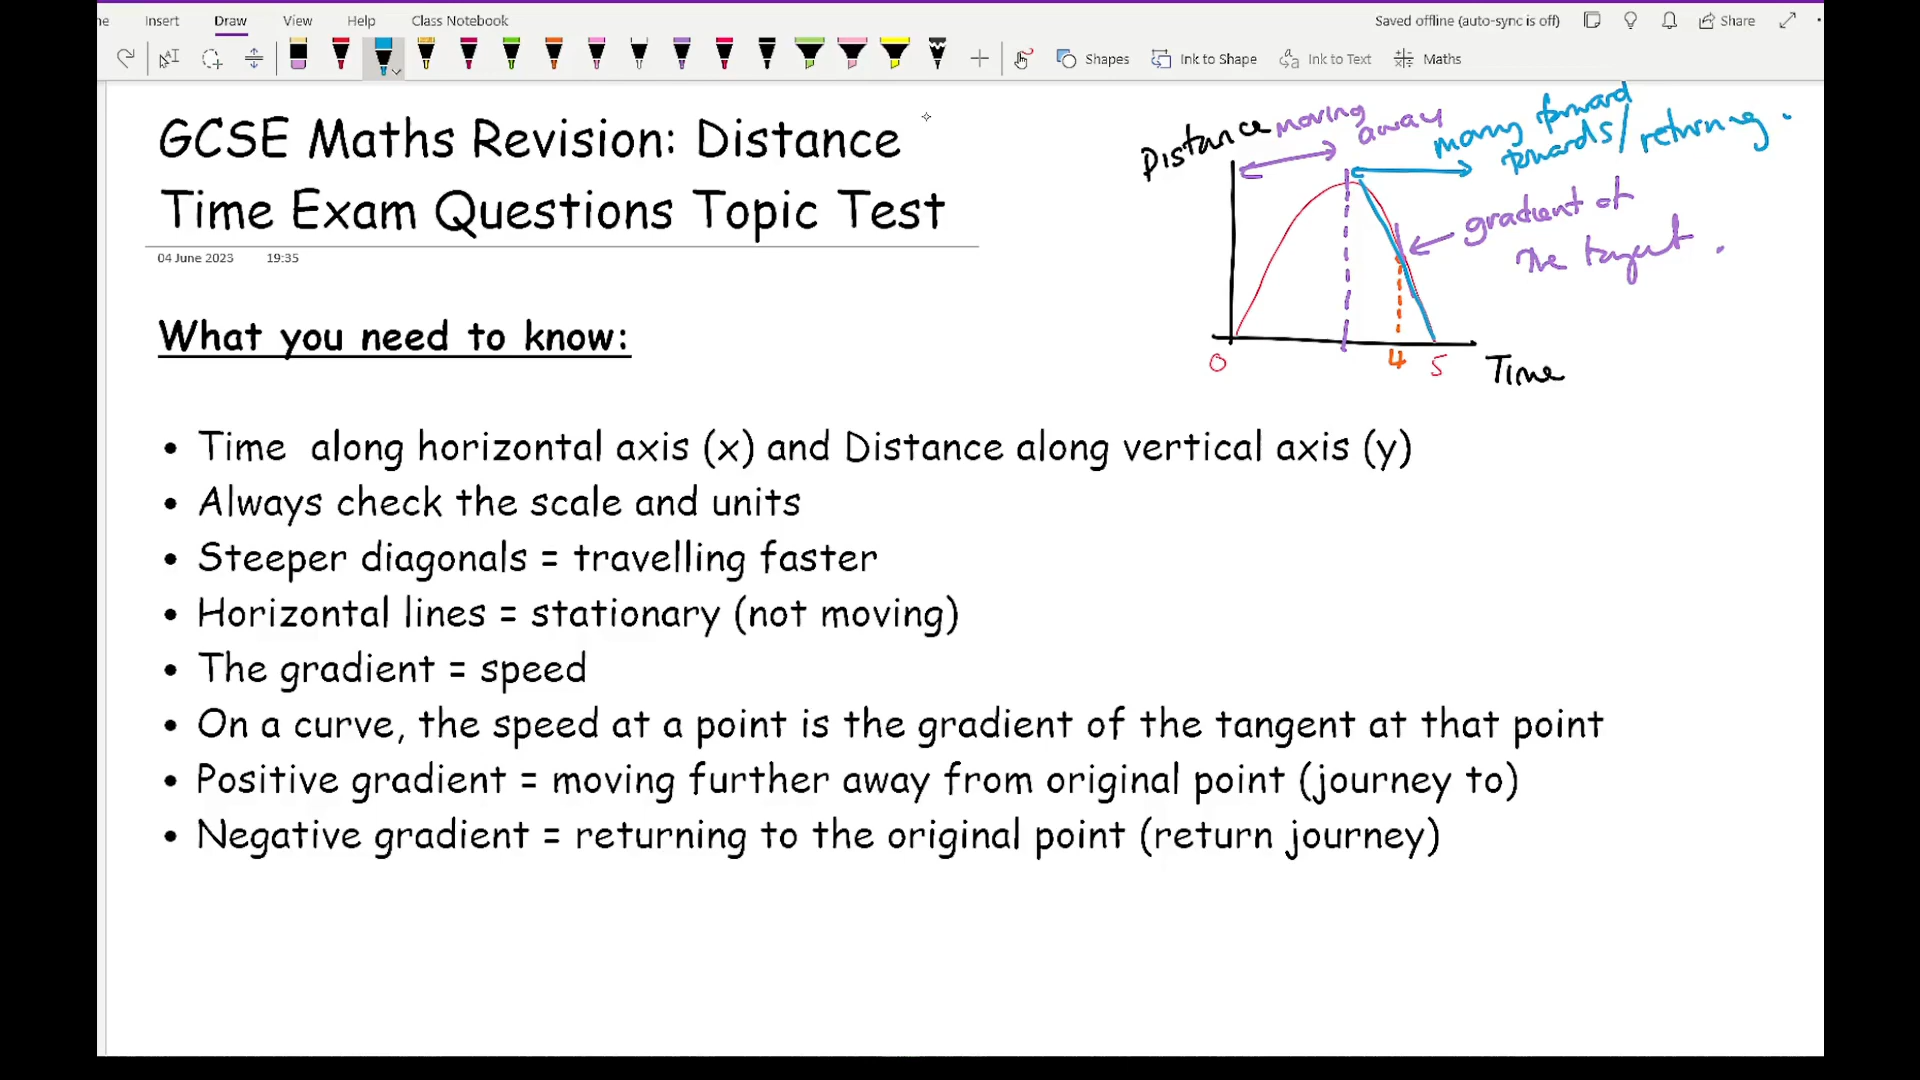 Insert Draw View Help Class Notebook Saved offline (auto-sync is off) Share
Shapes Ink to Shape Ink to Text Maths
GCSE Maths Revision: Distance
Time Exam Questions Topic Test
04 June 2023 19:35
Distance
moving
away
forward
towards/
returning.
gradient of
the tangent.
0
4
5
Time
What you need to know:
• Time along horizontal axis (x) and Distance along vertical axis (y)
• Always check the scale and units
• Steeper diagonals = travelling faster
• Horizontal lines = stationary (not moving)
• The gradient = speed
• On a curve, the speed at a point is the gradient of the tangent at that point
• Positive gradient = moving further away from original point (journey to)
• Negative gradient = returning to the original point (return journey)